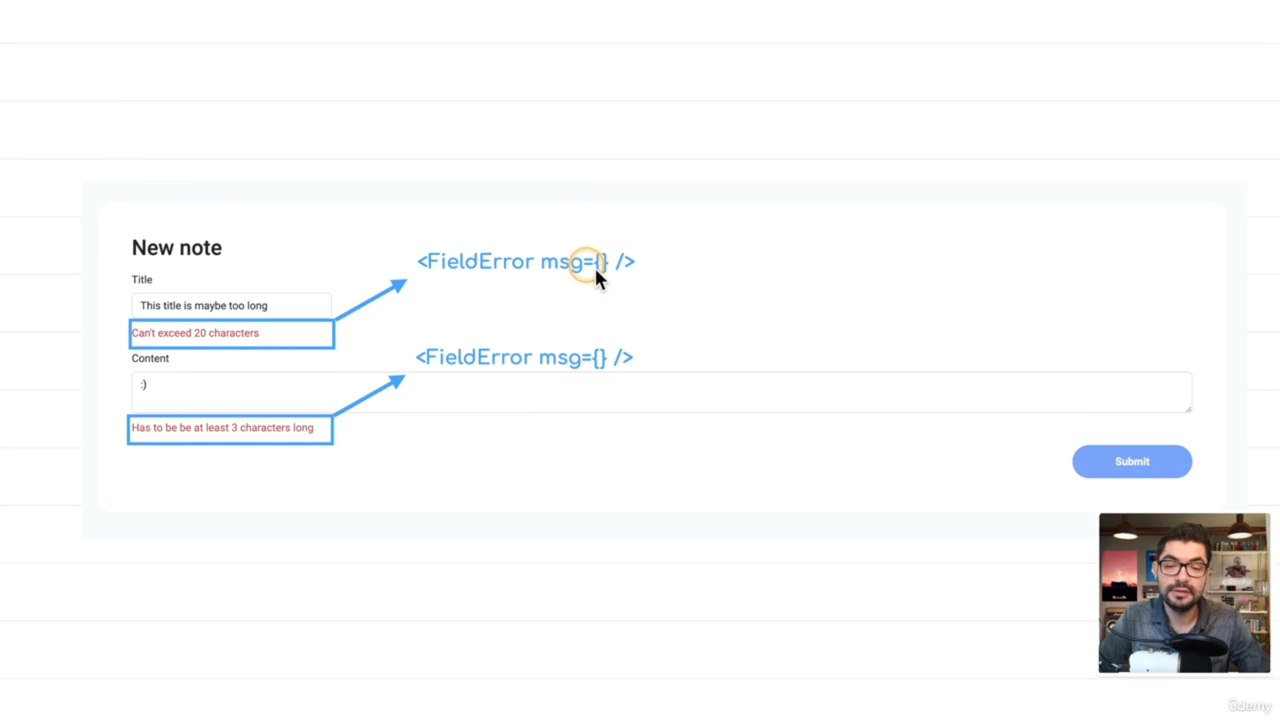 New note
<FieldError msg={} />
Title
This title is maybe too long
Can't exceed 20 characters
Content
<FieldError msg={} />
:)
Has to be be at least 3 characters long
Submit
ûdemy